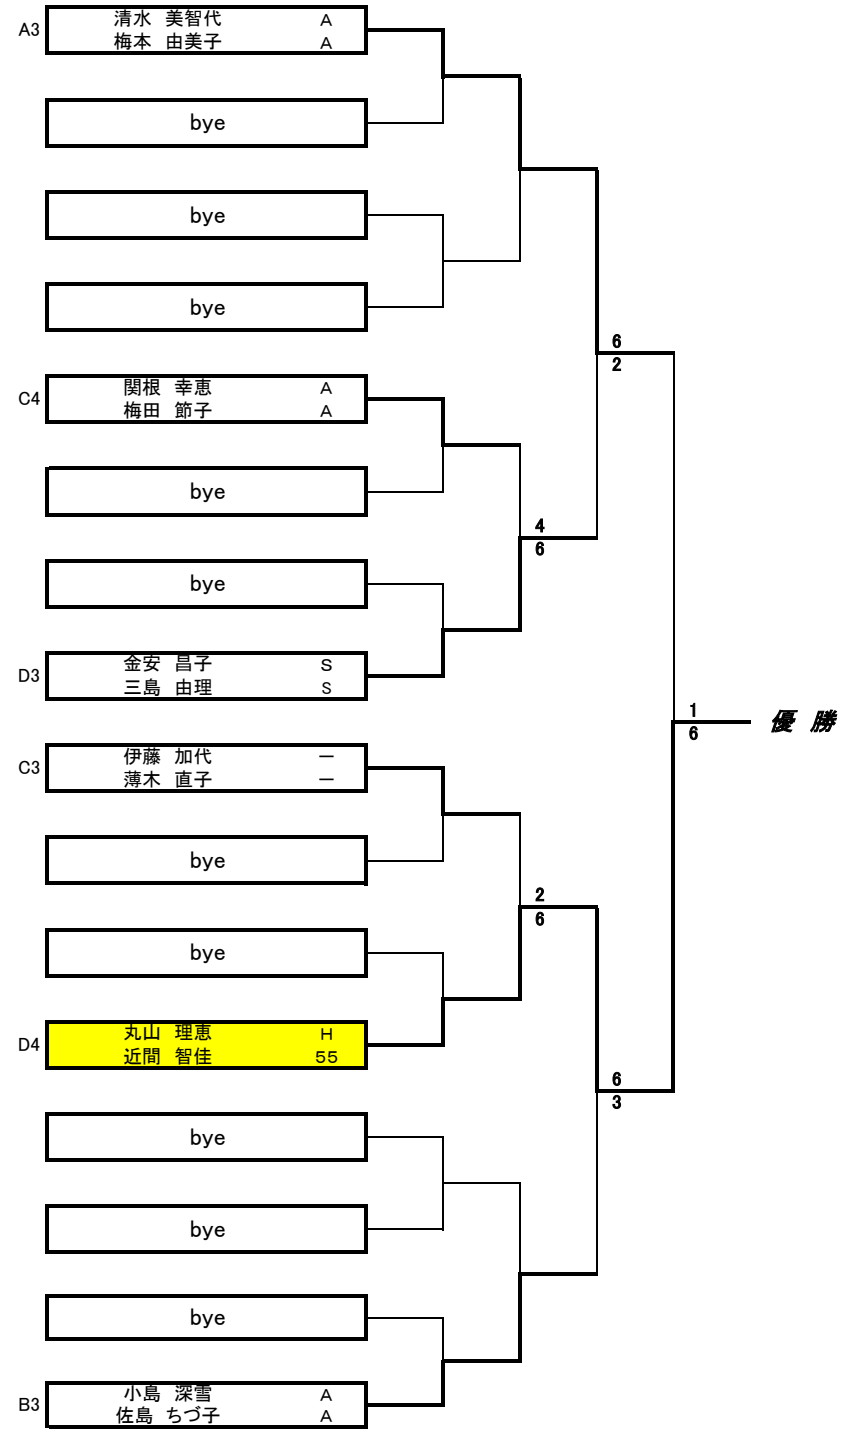 清水 美智代 A
A3
梅本 由美子 A
bye
bye
bye
6
2
関根 幸恵 A
C4
梅田 節子 A
bye
4
6
bye
金安 昌子 S
D3
三島 由理 S
1
6
優 勝
伊藤 加代 ー
C3
薄木 直子 ー
bye
2
6
bye
丸山 理恵 H
D4
近間 智佳 55
6
3
bye
bye
bye
小島 深雪 A
B3
佐島 ちづ子 A